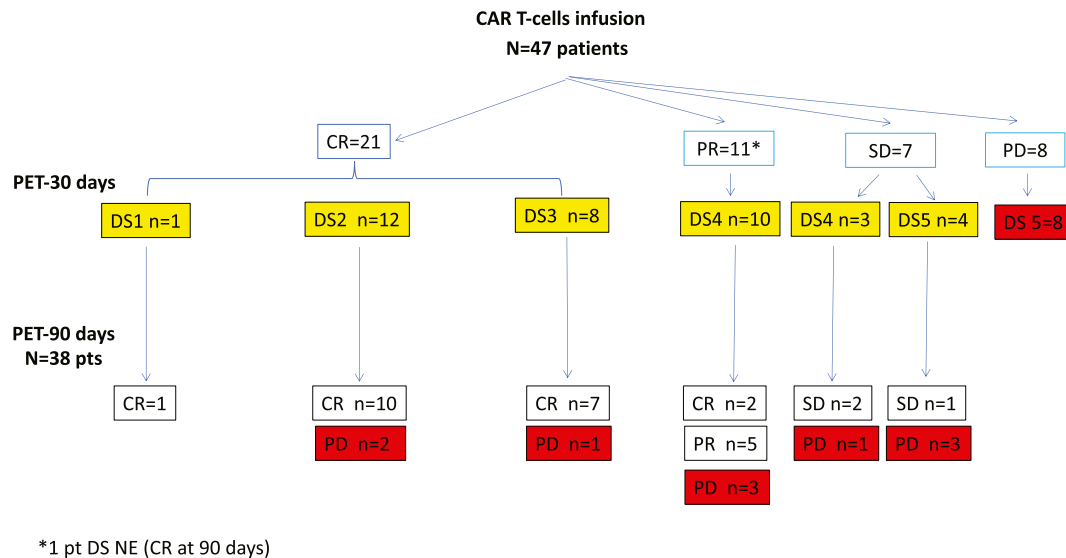 CAR T-cells infusion
N=47 patients
CR=21
PR=11*
SD=7
PD=8
PET-30 days
DS1 n=1
DS2 n=12
DS3 n=8
DS4 n=10
DS4 n=3
DS5 n=4
DS 5=8
PET-90 days
N=38 pts
CR=1
CR n=10
CR n=7
CR n=2
SD n=2
SD n=1
PD n=2
PD n=1
PR n=5
PD n=1
PD n=3
PD n=3
*1 pt DS NE (CR at 90 days)